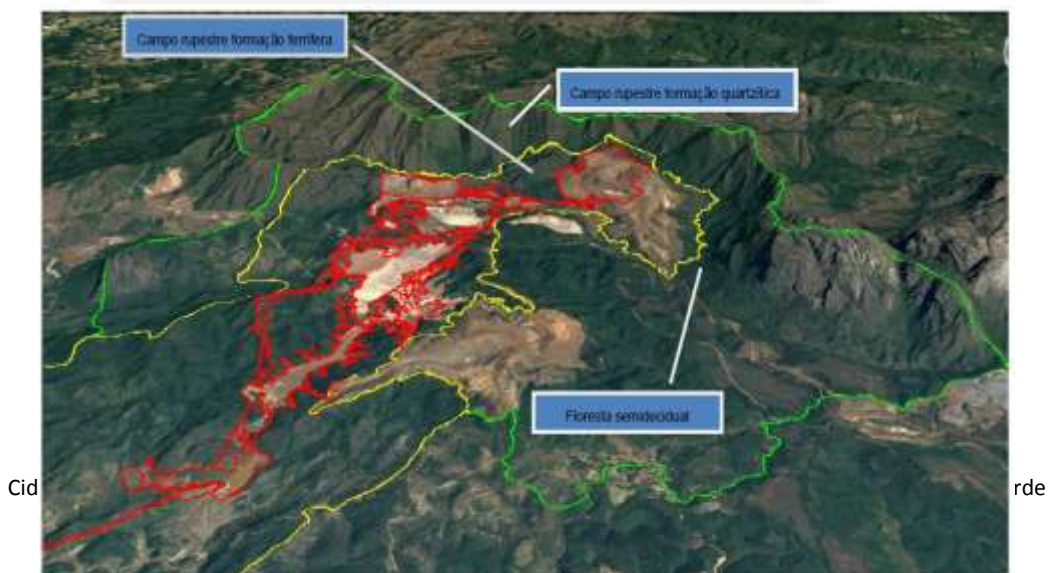 Campo rupestre formação ferrífera
Campo rupestre formação quartzítica
Floresta semidecidual
Cid
rde